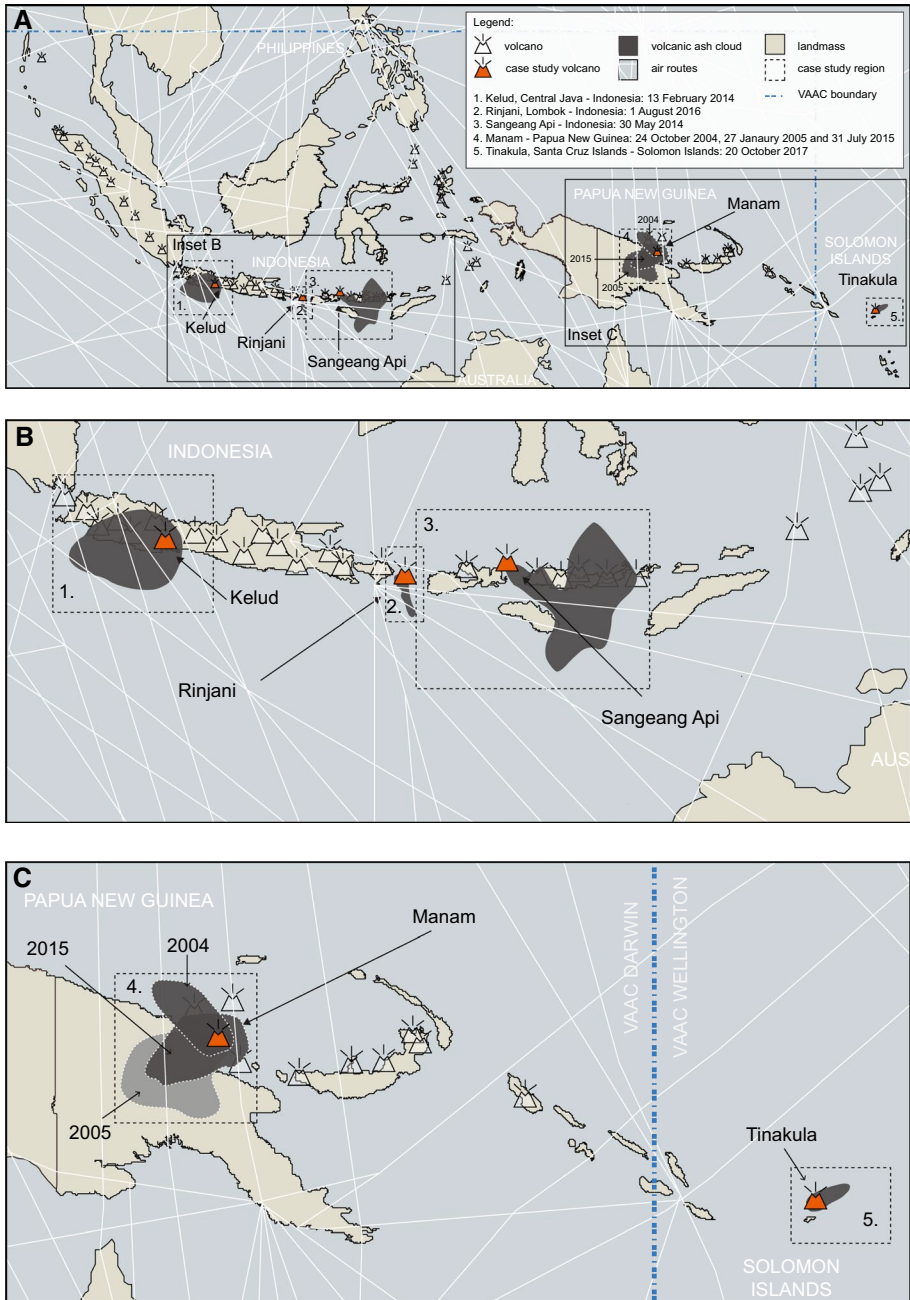 A
PHILIPPINES
Legend:
volcano
volcanic ash cloud
landmass
case study volcano
air routes
case study region
1. Kelud, Central Java - Indonesia: 13 February 2014
VAAC boundary
2. Rinjani, Lombok - Indonesia: 1 August 2016
3. Sangeang Api - Indonesia: 30 May 2014
4. Manam - Papua New Guinea: 24 October 2004, 27 Janaury 2005 and 31 July 2015
5. Tinakula, Santa Cruz Islands - Solomon Islands: 20 October 2017
PAPUA NEW GUINEA
Manam
2004
4.
2015
2005
SOLOMON
ISLANDS
Tinakula
5.
Inset B
INDONESIA
1.
Kelud
2.
3.
Rinjani
Sangeang Api
Inset C
AUSTRALIA
B
INDONESIA
3.
1.
Kelud
2.
Rinjani
Sangeang Api
AUS
C
PAPUA NEW GUINEA
Manam
2015
2004
4.
2005
VAAC DARWIN
VAAC WELLINGTON
Tinakula
5.
SOLOMON
ISLANDS